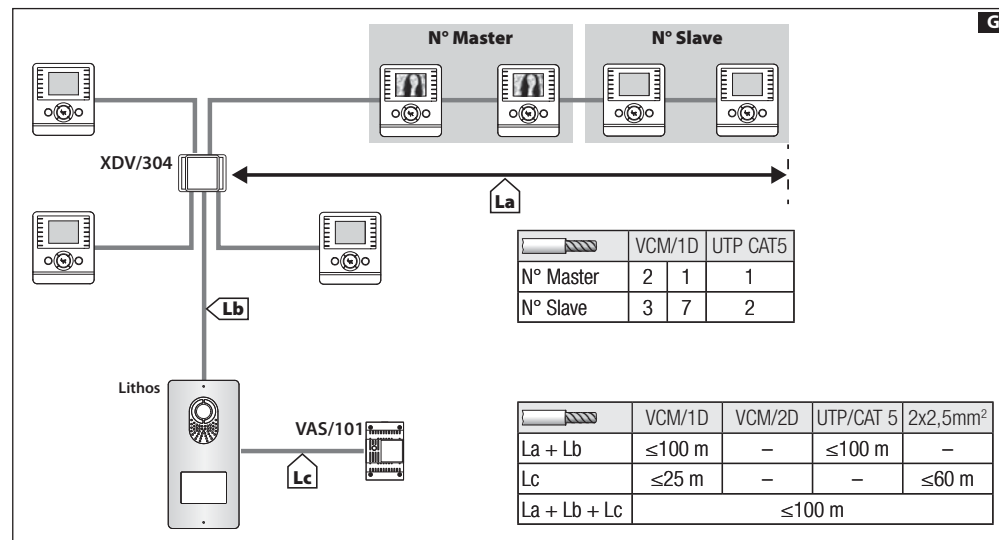 G
N° Master N° Slave
XDV/304
La
VCM/1D UTP CAT5
N° Master 2 1 1
N° Slave 3 7 2
Lb
Lithos
VAS/101
Lc
VCM/1D VCM/2D UTP/CAT 5 2x2,5mm²
La + Lb ≤100 m – ≤100 m –
Lc ≤25 m – – ≤60 m
La + Lb + Lc ≤100 m